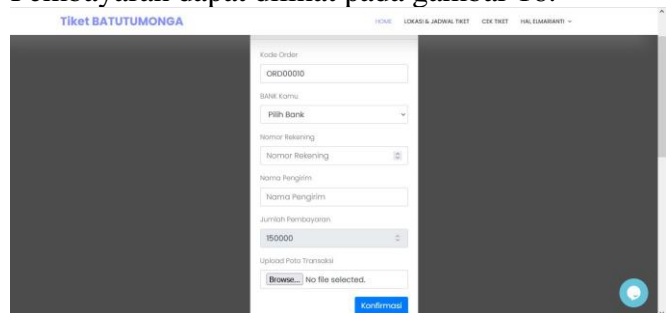 Pembayaran dapat dilihat pada gambar 18.
Tiket BATUTUMONGA
HOME LOKASI & JADWAL TIKET CEK TIKET HAI, ELMARIANTI
Kode Order
ORD00010
BANK Kamu
Pilih Bank
Nomor Rekening
Nomor Rekening
Nama Pengirim
Nama Pengirim
Jumlah Pembayaran
150000
Upload Poto Transaksi
Browse... No file selected.
Konfirmasi